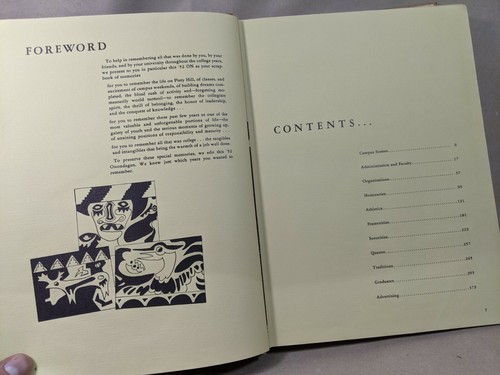 FOREWORD
To help in remembering all that was done by you, by your
friends, and by your university throughout the college years,
we present to you in particular this '52 ON as your scrap-
book of memories
for you to remember the life on Piety Hill, of classes, and
excitement of campus weekends, of building dreams com-
pleted, the blind rush of activity and—forgetting mo-
mentarily world turmoil—to remember the collegiate
spirit, the thrill of belonging, the honor of leadership
and the conquest of knowledge . . .
for you to remember these past few years as one of the
most valuable and unforgettable portions of life—the
gaiety of youth and the serious moments of growing up,
of uncertain portions of responsibility and maturity
for you to remember all that was college . . . the tangibles
and intangibles that bring the warmth of a job well done.
To preserve these special memories, we edit this '52
Onondagan. We know just which years you wanted to
remember.
CONTENTS...
Campus Scenes
Administration and Faculty
Organizations
Honoraries
Athletics
Fraternities
Sororities
Queens
Traditions
Graduates
Advertising